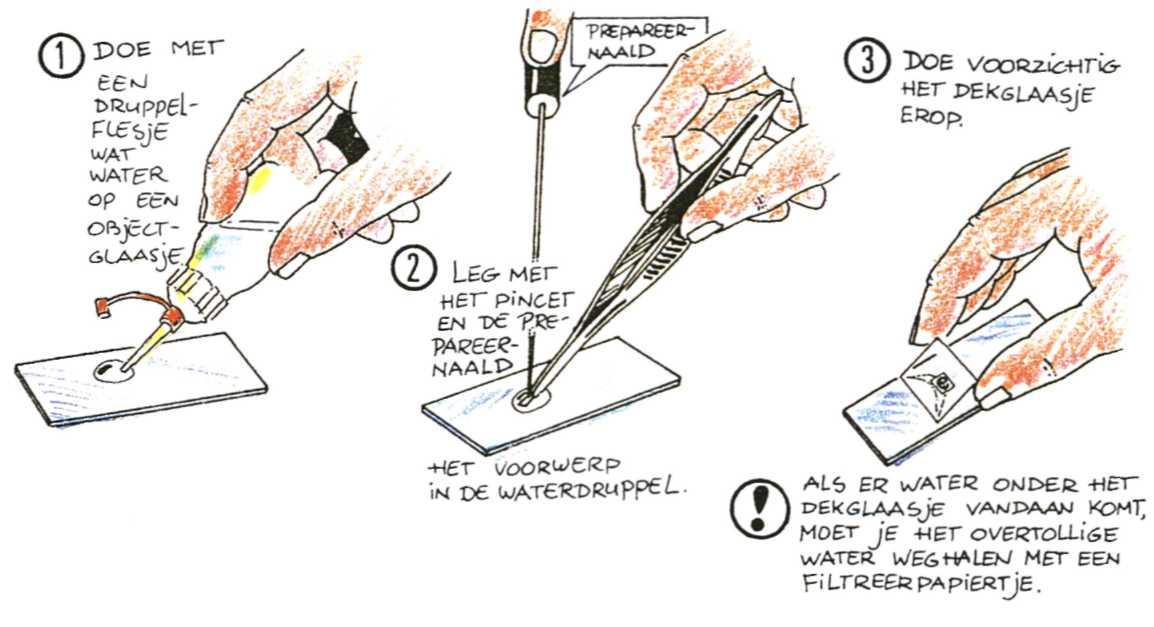 1 DOE MET
EEN
DRUPPEL-
FLESJE
WAT
WATER
OP EEN
OBJECT-
GLAASJE.
PREPAREER-
NAALD
2 LEG MET
HET PINCET
EN DE PRE-
PAREER-
NAALD
HET VOORWERP
IN DE WATERDRUPPEL.
3 DOE VOORZICHTIG
HET DEKGLAASJE
EROP.
! ALS ER WATER ONDER HET
DEKGLAASJE VANDAAN KOMT,
MOET JE HET OVERTOLLIGE
WATER WEGHALEN MET EEN
FILTREERPAPIERTJE.